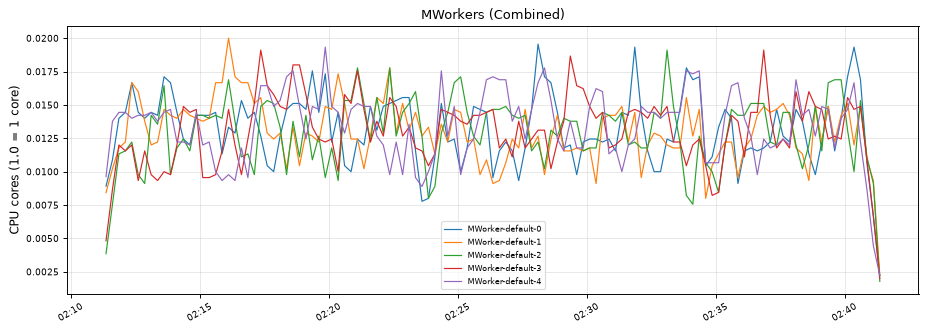 MWorkers (Combined)
CPU cores (1.0 = 1 core)
0.0200
0.0175
0.0150
0.0125
0.0100
0.0075
0.0050
0.0025
MWorker-default-0
MWorker-default-1
MWorker-default-2
MWorker-default-3
MWorker-default-4
02:10
02:15
02:20
02:25
02:30
02:35
02:40